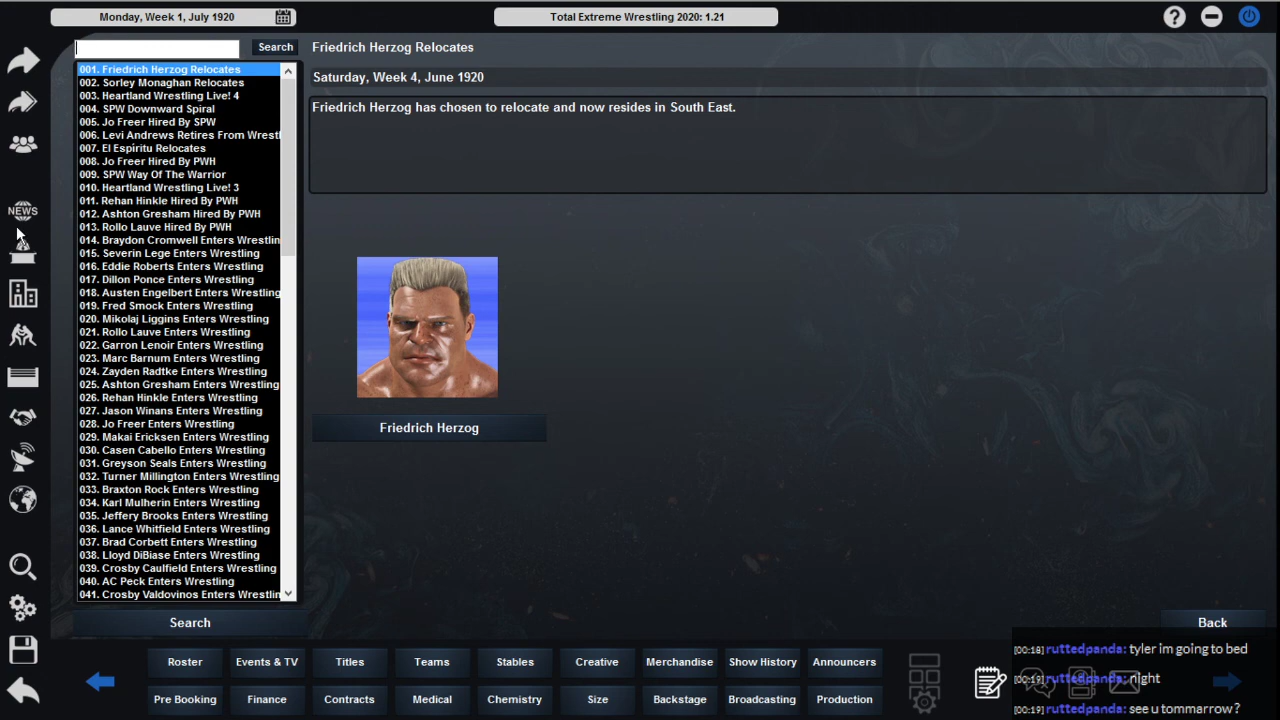 Monday, Week 1, July 1920
Total Extreme Wrestling 2020: 1.21
Search
Friedrich Herzog Relocates
Saturday, Week 4, June 1920
Friedrich Herzog has chosen to relocate and now resides in South East.
NEWS
001. Friedrich Herzog Relocates
002. Sorley Monaghan Relocates
003. Heartland Wrestling Live! 4
004. SPW Downward Spiral
005. Jo Freer Hired By SPW
006. Levi Andrews Retires From Wrestl
007. El Espíritu Relocates
008. Jo Freer Hired By PWH
009. SPW Way Of The Warrior
010. Heartland Wrestling Live! 3
011. Rehan Hinkle Hired By PWH
012. Ashton Gresham Hired By PWH
013. Rollo Lauve Hired By PWH
014. Braydon Cromwell Enters Wrestlin
015. Severin Lege Enters Wrestling
016. Eddie Roberts Enters Wrestling
017. Dillon Ponce Enters Wrestling
018. Austen Engelbert Enters Wrestling
019. Fred Smock Enters Wrestling
020. Mikolaj Liggins Enters Wrestling
021. Rollo Lauve Enters Wrestling
022. Garron Lenoir Enters Wrestling
023. Marc Barnum Enters Wrestling
024. Zayden Radtke Enters Wrestling
025. Ashton Gresham Enters Wrestling
026. Rehan Hinkle Enters Wrestling
027. Jason Winans Enters Wrestling
028. Jo Freer Enters Wrestling
029. Makai Ericksen Enters Wrestling
030. Casen Cabello Enters Wrestling
031. Greyson Seals Enters Wrestling
032. Turner Millington Enters Wrestling
033. Braxton Rock Enters Wrestling
034. Karl Mulherin Enters Wrestling
035. Jeffery Brooks Enters Wrestling
036. Lance Whitfield Enters Wrestling
037. Brad Corbett Enters Wrestling
038. Lloyd DiBiase Enters Wrestling
039. Crosby Caulfield Enters Wrestling
040. AC Peck Enters Wrestling
041. Crosby Valdovinos Enters Wrestlin
Friedrich Herzog
Search
Back
Roster
Events & TV
Titles
Teams
Stables
Creative
Merchandise
Show History
Announcers
Pre Booking
Finance
Contracts
Medical
Chemistry
Size
Backstage
Broadcasting
Production
[00:18] ruttedpanda: tyler im going to bed
[00:19] ruttedpanda: night
[00:19] ruttedpanda: see u tommarrow?